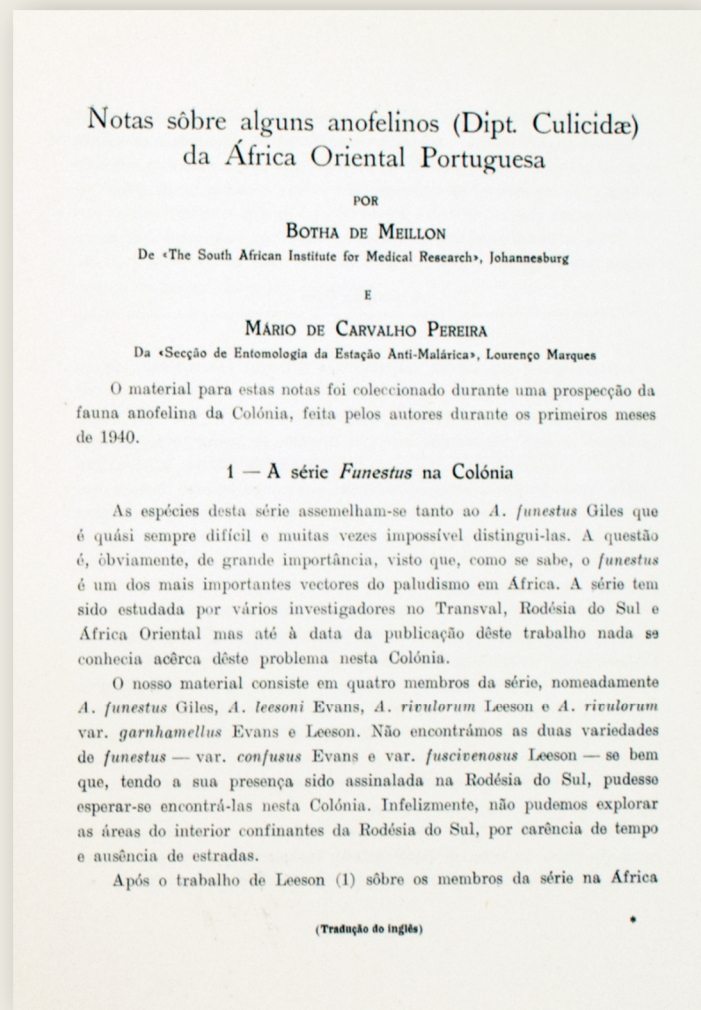 Notas sôbre alguns anofelinos (Dipt. Culicidæ)
da África Oriental Portuguesa
POR
BOTHA DE MEILLON
De «The South African Institute for Medical Research», Johannesburg
E
MÁRIO DE CARVALHO PEREIRA
Da «Secção de Entomologia da Estação Anti-Malárica», Lourenço Marques
O material para estas notas foi coleccionado durante uma prospecção da
fauna anofelina da Colónia, feita pelos autores durante os primeiros meses
de 1940.
1 — A série Funestus na Colónia
As espécies desta série assemelham-se tanto ao A. funestus Giles que
é quási sempre difícil e muitas vezes impossível distingui-las. A questão
é, òbviamente, de grande importância, visto que, como se sabe, o funestus
é um dos mais importantes vectores do paludismo em África. A série tem
sido estudada por vários investigadores no Transval, Rodésia do Sul e
África Oriental mas até à data da publicação dêste trabalho nada se
conhecia acêrca dêste problema nesta Colónia.
O nosso material consiste em quatro membros da série, nomeadamente
A. funestus Giles, A. leesoni Evans, A. rivulorum Leeson e A. rivulorum
var. garnhamellus Evans e Leeson. Não encontrámos as duas variedades
de funestus — var. confusus Evans e var. fuscivenosus Leeson — se bem
que, tendo a sua presença sido assinalada na Rodésia do Sul, pudesse
esperar-se encontrá-las nesta Colónia. Infelizmente, não pudemos explorar
as áreas do interior confinantes da Rodésia do Sul, por carência de tempo
e ausência de estradas.
Após o trabalho de Leeson (1) sôbre os membros da série na África
(Tradução do inglês)
*